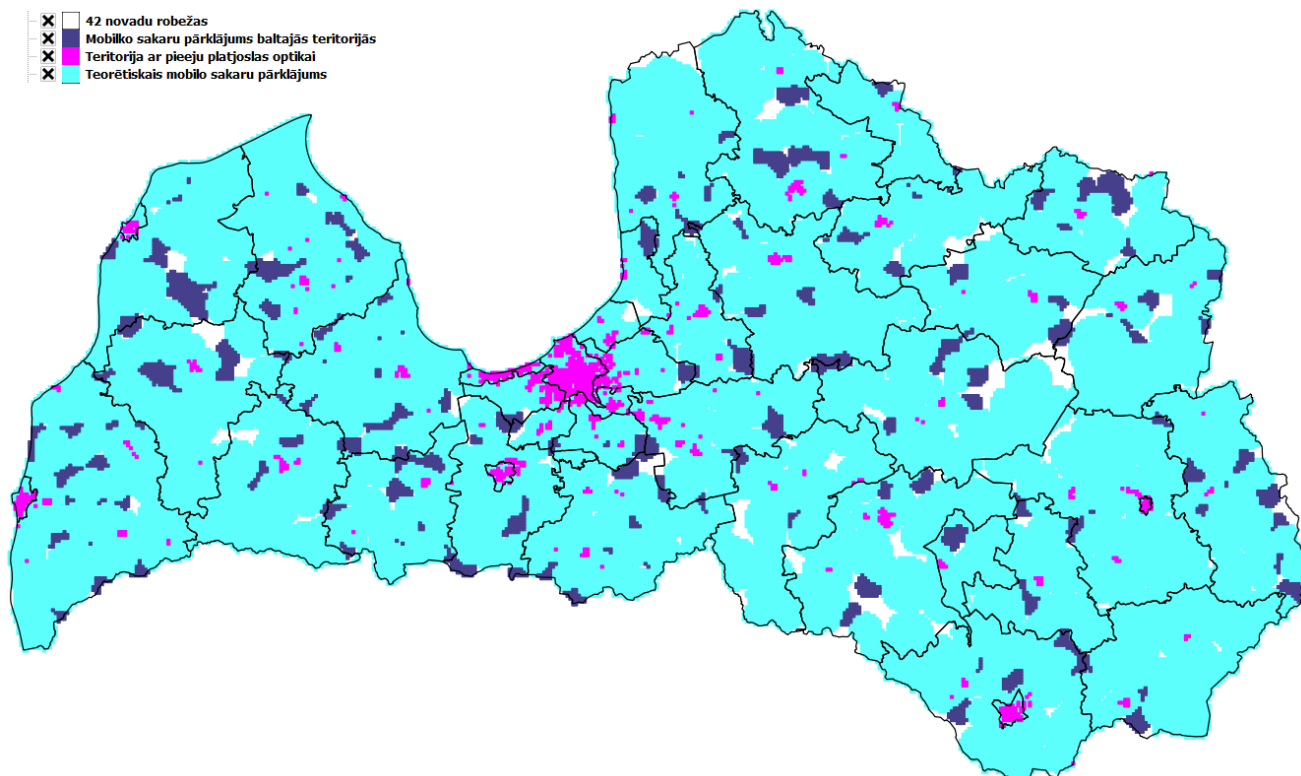 42 novadu robežas
Mobilko sakaru pārklājums baltajās teritorijās
Teritorija ar pieeju platjoslas optikai
Teorētiskais mobilo sakaru pārklājums